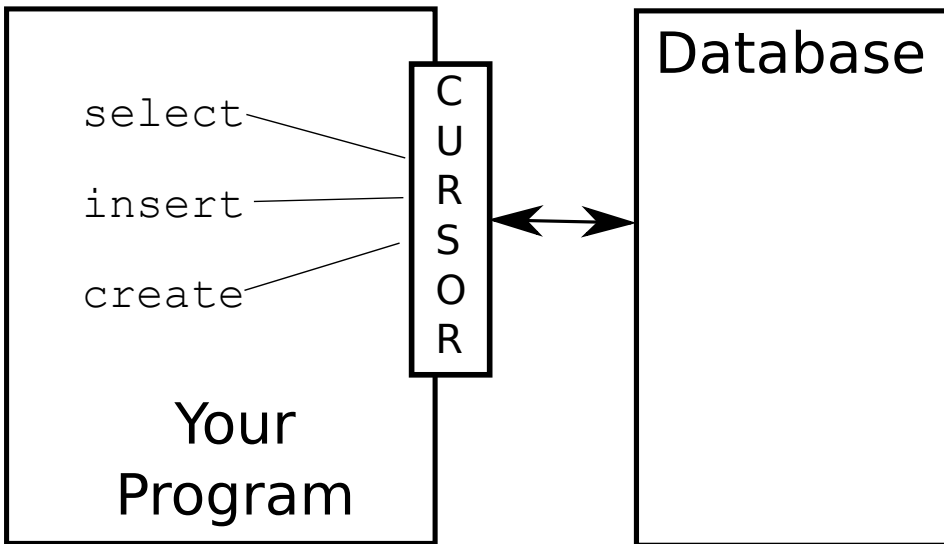 select
insert
create
Your
Program
C
U
R
S
O
R
Database